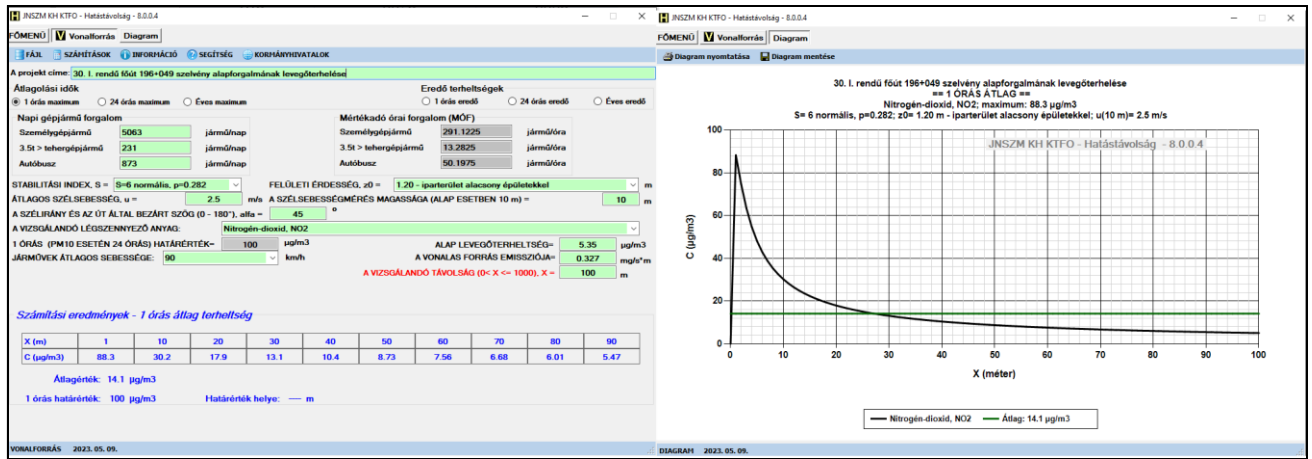 JNSZM KH KTFO - Hatástávolság - 8.0.0.4
FŐMENÜ Vonalforrás Diagram
FÁJL SZÁMÍTÁSOK INFORMÁCIÓ SEGÍTSÉG KORMÁNYHIVATALOK
A projekt címe: 30. I. rendű főút 196+049 szelvény alapforgalmának levegőterhelése
Átlagolási idők Eredő terheltségek
1 órás maximum 24 órás maximum Éves maximum 1 órás eredő 24 órás eredő Éves eredő
Napi gépjármű forgalom Mértékadó órai forgalom (MÓF)
Személygépjármű 5063 jármű/nap Személygépjármű 291.1225 jármű/óra
3.5t > tehergépjármű 231 jármű/nap 3.5t > tehergépjármű 13.2825 jármű/óra
Autóbusz 873 jármű/nap Autóbusz 50.1975 jármű/óra
STABILITÁSI INDEX, S = S=6 normális, p=0.282 FELÜLETI ÉRDESSÉG, z0 = 1.20 - iparterület alacsony épületekkel m
ÁTLAGOS SZÉLSEBESSÉG, u = 2.5 m/s A SZÉLSEBESSÉGMÉRÉS MAGASSÁGA (ALAP ESETBEN 10 m) = 10 m
A SZÉLIRÁNY ÉS AZ ÚT ÁLTAL BEZÁRT SZÖG (0 - 180°), alfa = 45 °
A VIZSGÁLANDÓ LÉGSZENNYEZŐ ANYAG: Nitrogén-dioxid, NO2
1 ÓRÁS (PM10 ESETÉN 24 ÓRÁS) HATÁRÉRTÉK= 100 µg/m3 ALAP LEVEGŐTERHELTSÉG= 5.35 µg/m3
JÁRMŰVEK ÁTLAGOS SEBESSÉGE: 90 km/h A VONALAS FORRÁS EMISSZIÓJA= 0.327 mg/s*m
A VIZSGÁLANDÓ TÁVOLSÁG (0< X <= 1000), X = 100 m
Számítási eredmények - 1 órás átlag terheltség
X (m) 1 10 20 30 40 50 60 70 80 90
C (µg/m3) 88.3 30.2 17.9 13.1 10.4 8.73 7.56 6.68 6.01 5.47
Átlagérték: 14.1 µg/m3
1 órás határérték: 100 µg/m3 Határérték helye: — m
VONALFORRÁS 2023. 05. 09.
JNSZM KH KTFO - Hatástávolság - 8.0.0.4
FŐMENÜ Vonalforrás Diagram
Diagram nyomtatása Diagram mentése
30. I. rendű főút 196+049 szelvény alapforgalmának levegőterhelése
== 1 ÓRÁS ÁTLAG ==
Nitrogén-dioxid, NO2; maximum: 88.3 µg/m3
S= 6 normális, p=0.282; z0= 1.20 m - iparterület alacsony épületekkel; u(10 m)= 2.5 m/s
JNSZM KH KTFO - Hatástávolság - 8.0.0.4
C (µg/m3)
100
80
60
40
20
0
0 10 20 30 40 50 60 70 80 90 100
X (méter)
Nitrogén-dioxid, NO2 Átlag: 14.1 µg/m3
DIAGRAM 2023. 05. 09.